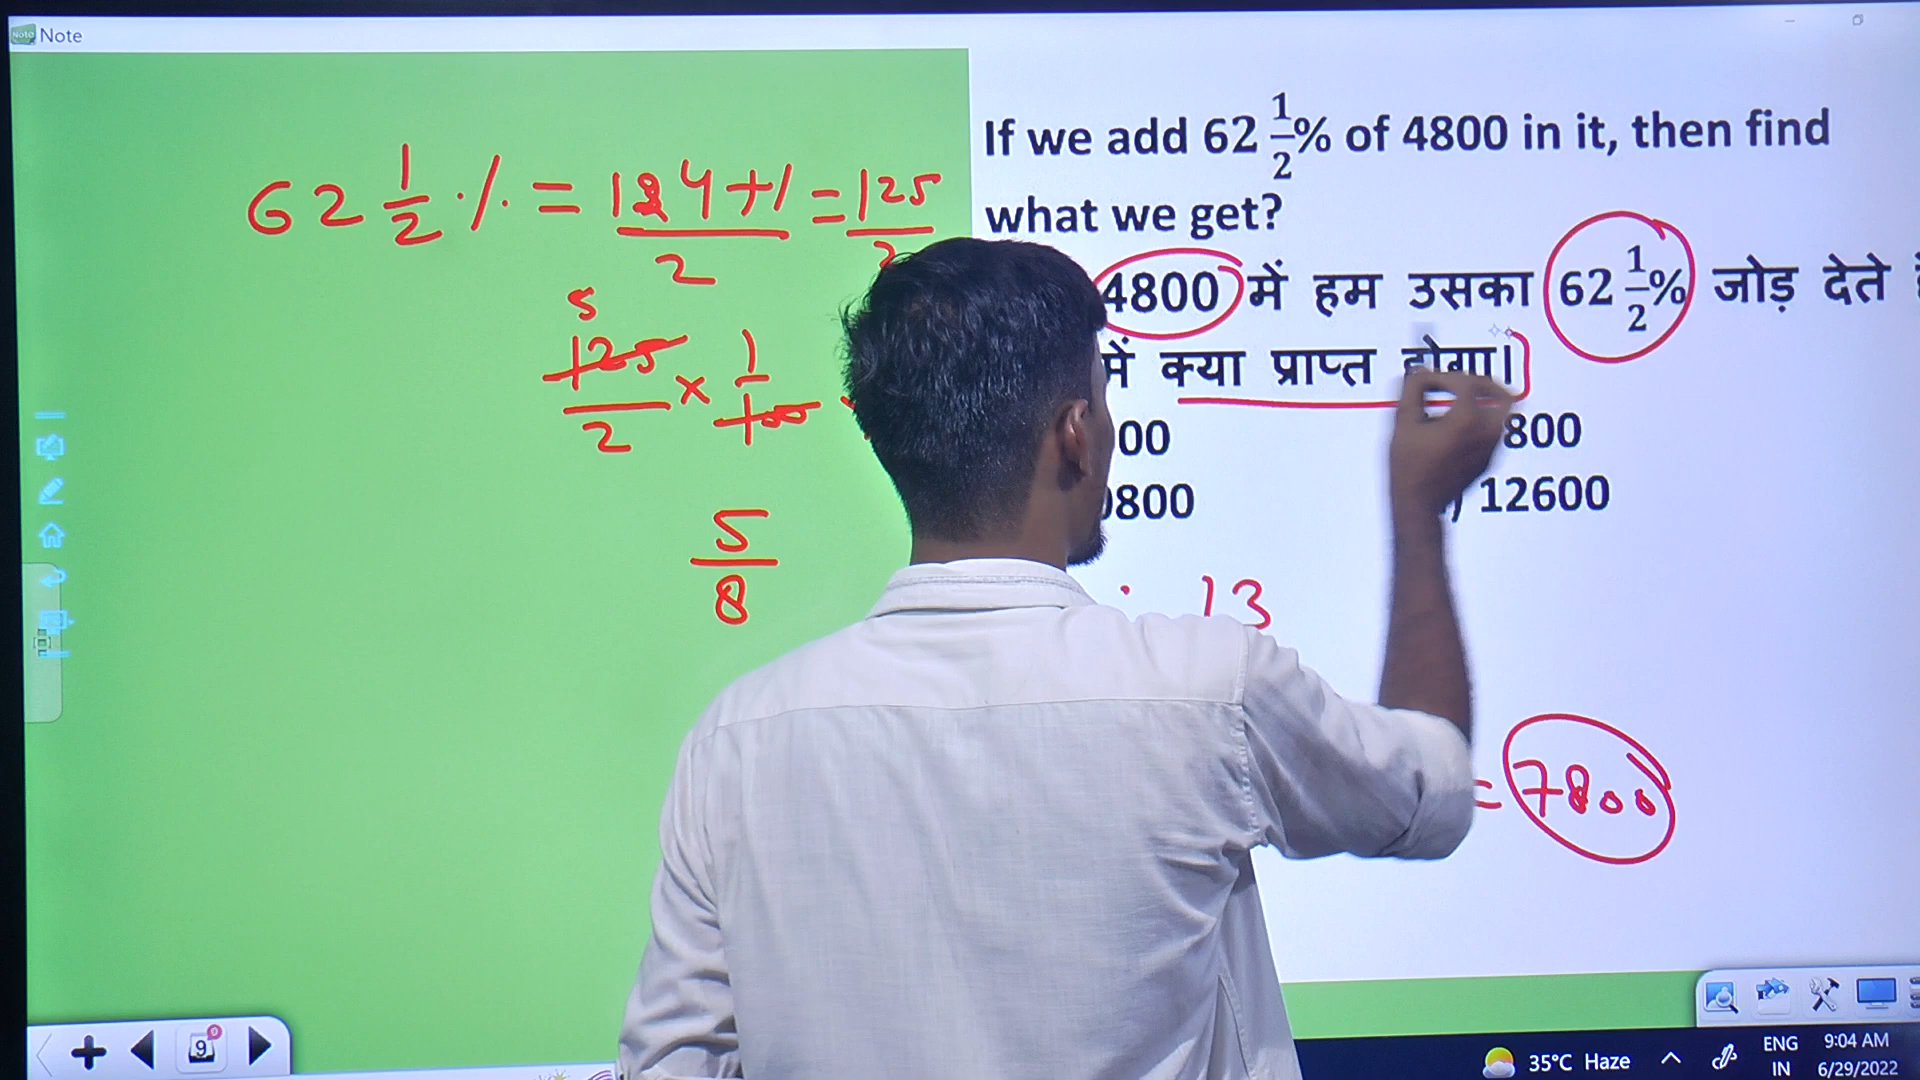 Note
62 1/2 % = 124+1/2 = 125/2
5
125/2 × 1/100
5/8
If we add 62 1/2% of 4800 in it, then find
what we get?
4800 में हम उसका 62 1/2% जोड़ देते
में क्या प्राप्त होगा।
00 800
0800 12600
: 13
= 7800
9
35°C Haze
ENG
IN
9:04 AM
6/29/2022